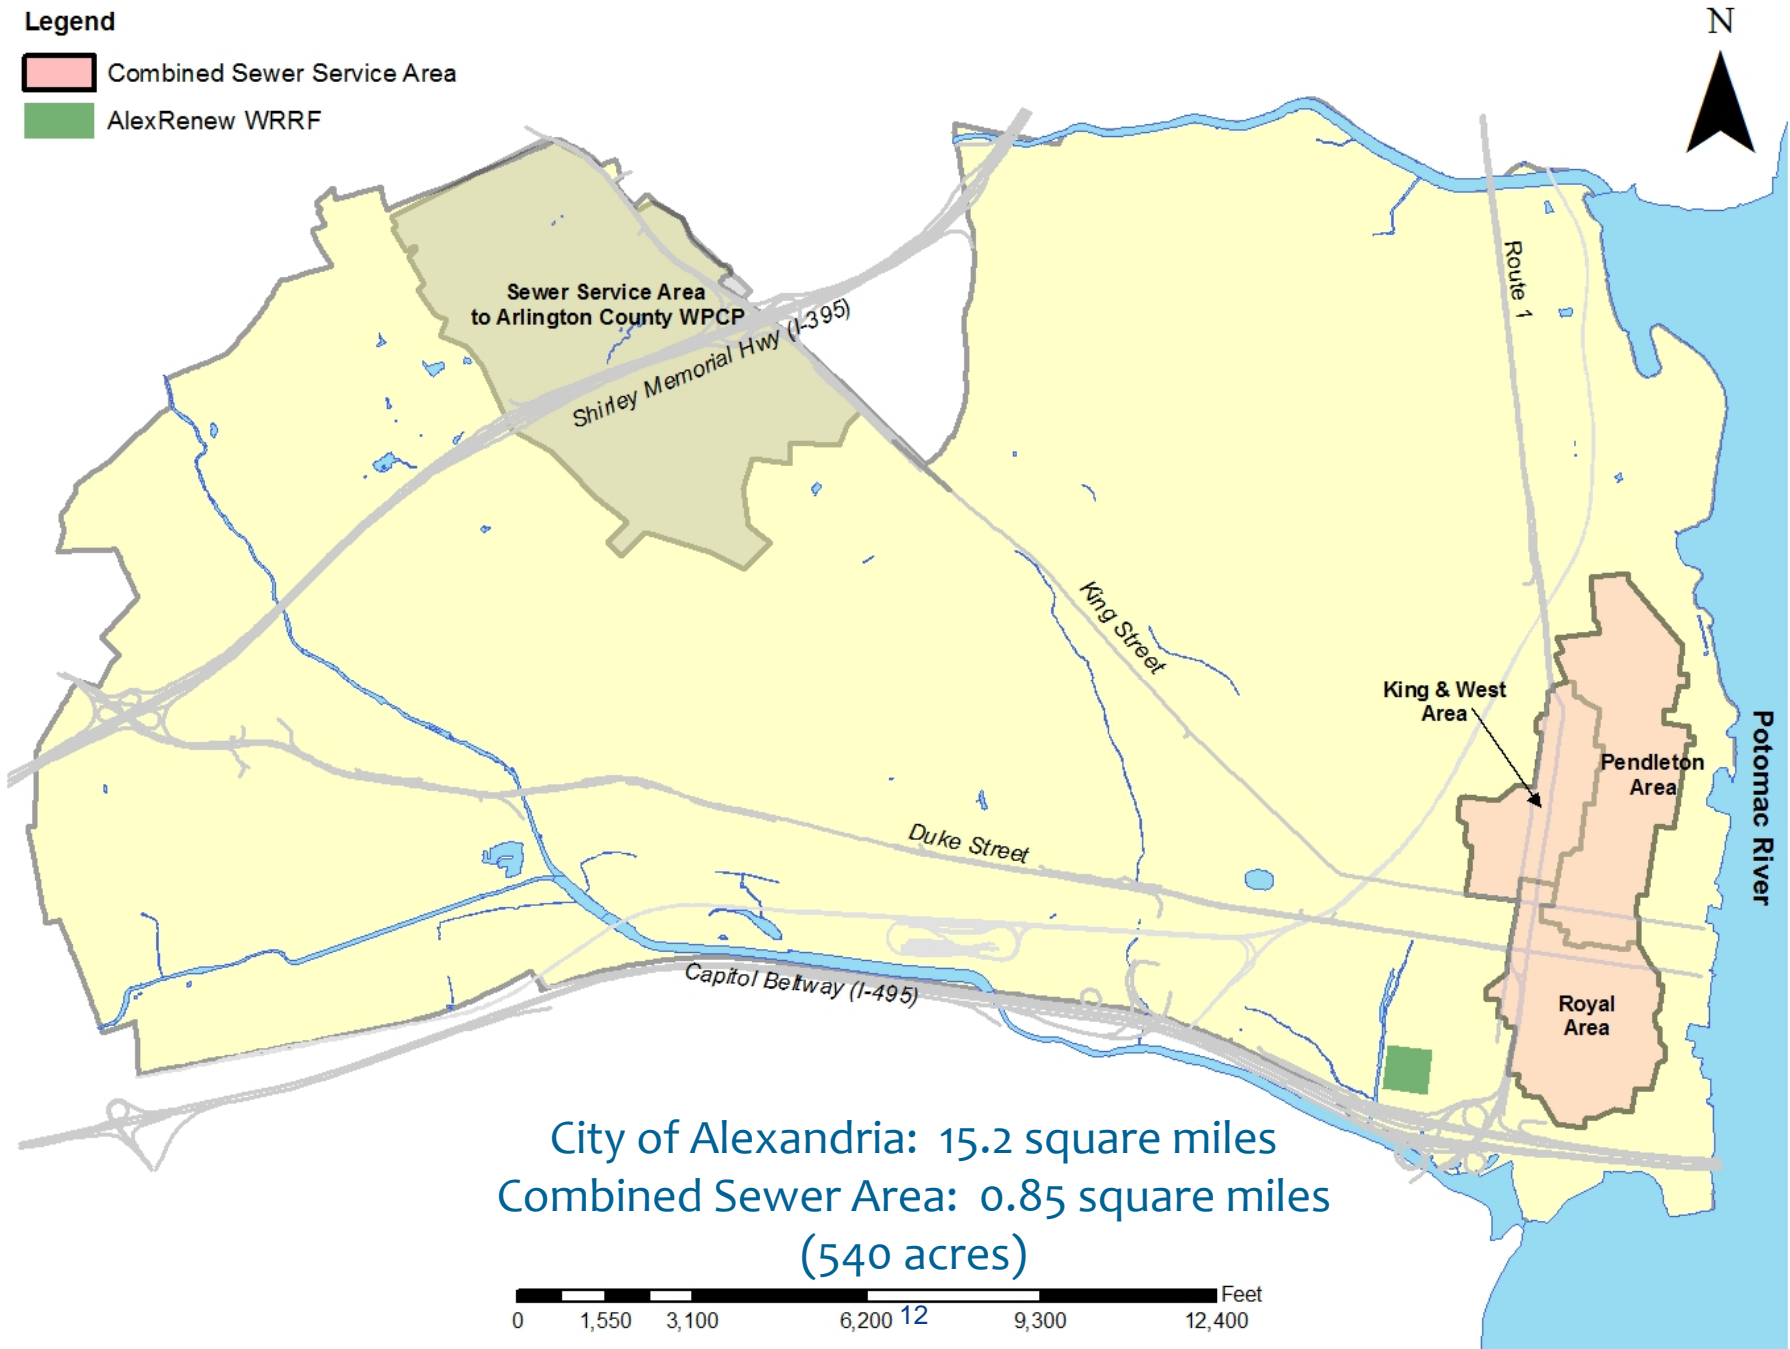 Legend
Combined Sewer Service Area
AlexRenew WRRF
N
Sewer Service Area
to Arlington County WPCP
Shirley Memorial Hwy (I-395)
Route 1
King Street
King & West
Area
Pendleton
Area
Potomac River
Duke Street
Capitol Beltway (I-495)
Royal
Area
City of Alexandria: 15.2 square miles
Combined Sewer Area: 0.85 square miles
(540 acres)
Feet
0 1,550 3,100 6,200 9,300 12,400
12